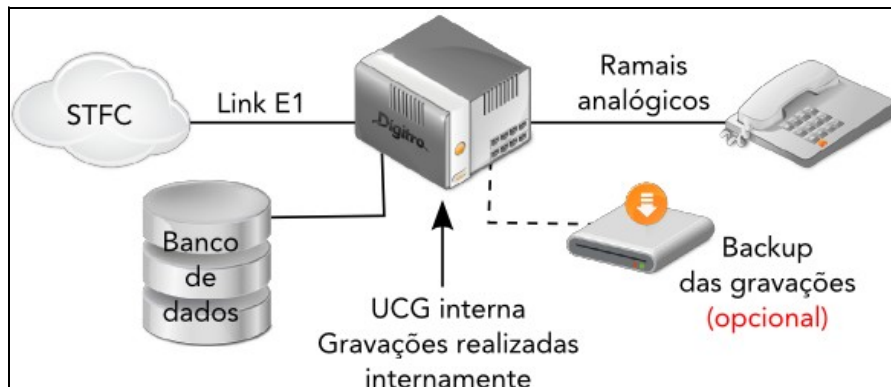 STFC
Link E1
Digitro
Ramais
analógicos
Banco
de
dados
UCG interna
Gravações realizadas
internamente
Backup
das gravações
(opcional)